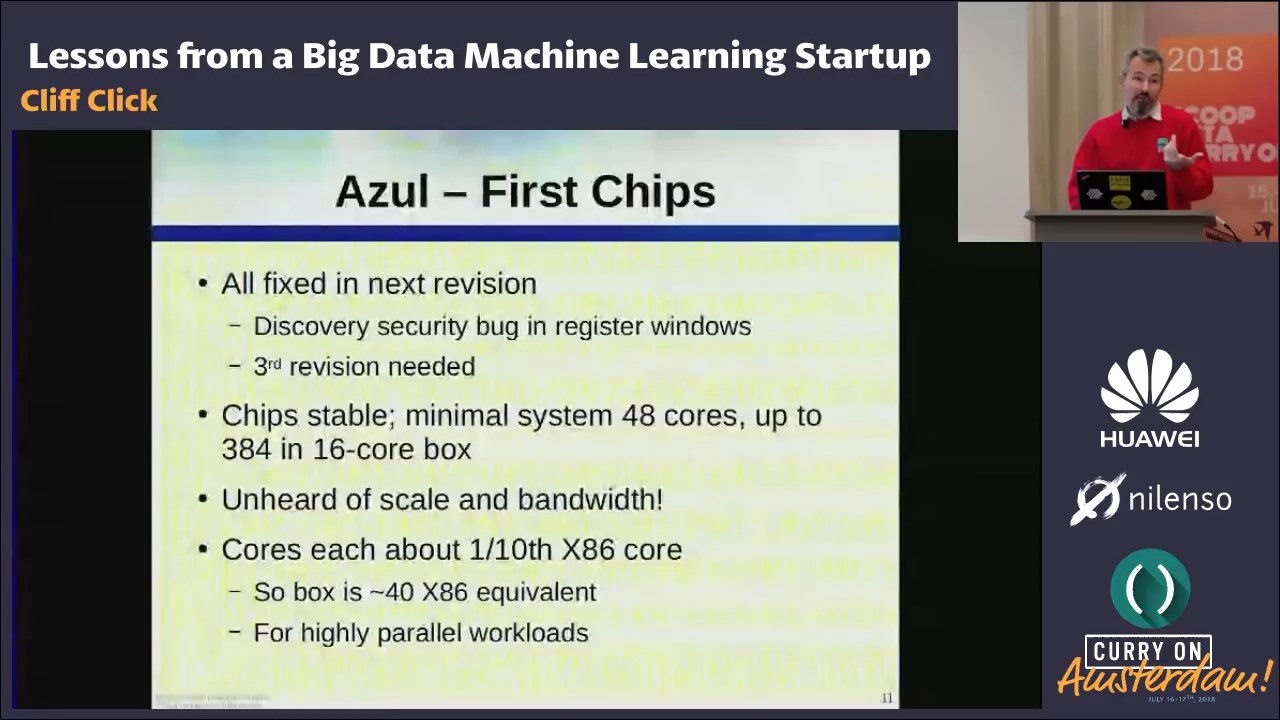 Lessons from a Big Data Machine Learning Startup
Cliff Click
2018
Azul – First Chips
• All fixed in next revision
– Discovery security bug in register windows
– 3rd revision needed
• Chips stable; minimal system 48 cores, up to
384 in 16-core box
• Unheard of scale and bandwidth!
• Cores each about 1/10th X86 core
– So box is ~40 X86 equivalent
– For highly parallel workloads
11
HUAWEI
nilenso
CURRY ON
Amsterdam!
JULY 16-17TH, 2018